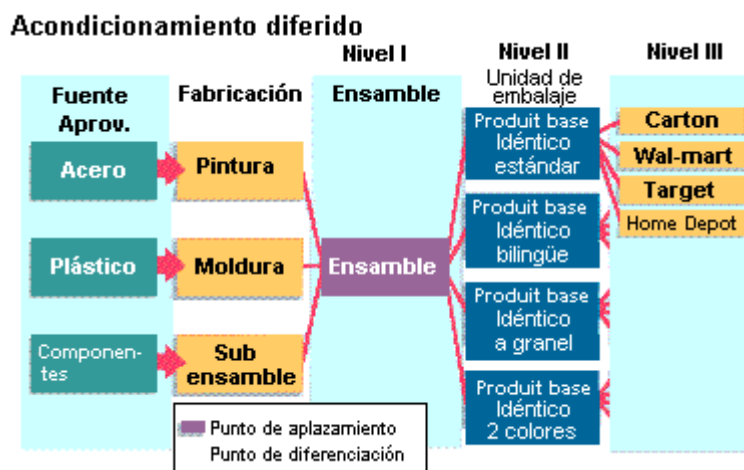 Acondicionamiento diferido
Nivel I
Nivel II
Nivel III
Fuente
Aprov.
Fabricación
Ensamble
Unidad de
embalaje
Acero
Plástico
Componen-
tes
Pintura
Moldura
Sub
ensamble
Ensamble
Produit base
Idéntico
estándar
Produit base
Idéntico
bilingüe
Produit base
Idéntico
a granel
Produit base
Idéntico
2 colores
Carton
Wal-mart
Target
Home Depot
Punto de aplazamiento
Punto de diferenciación